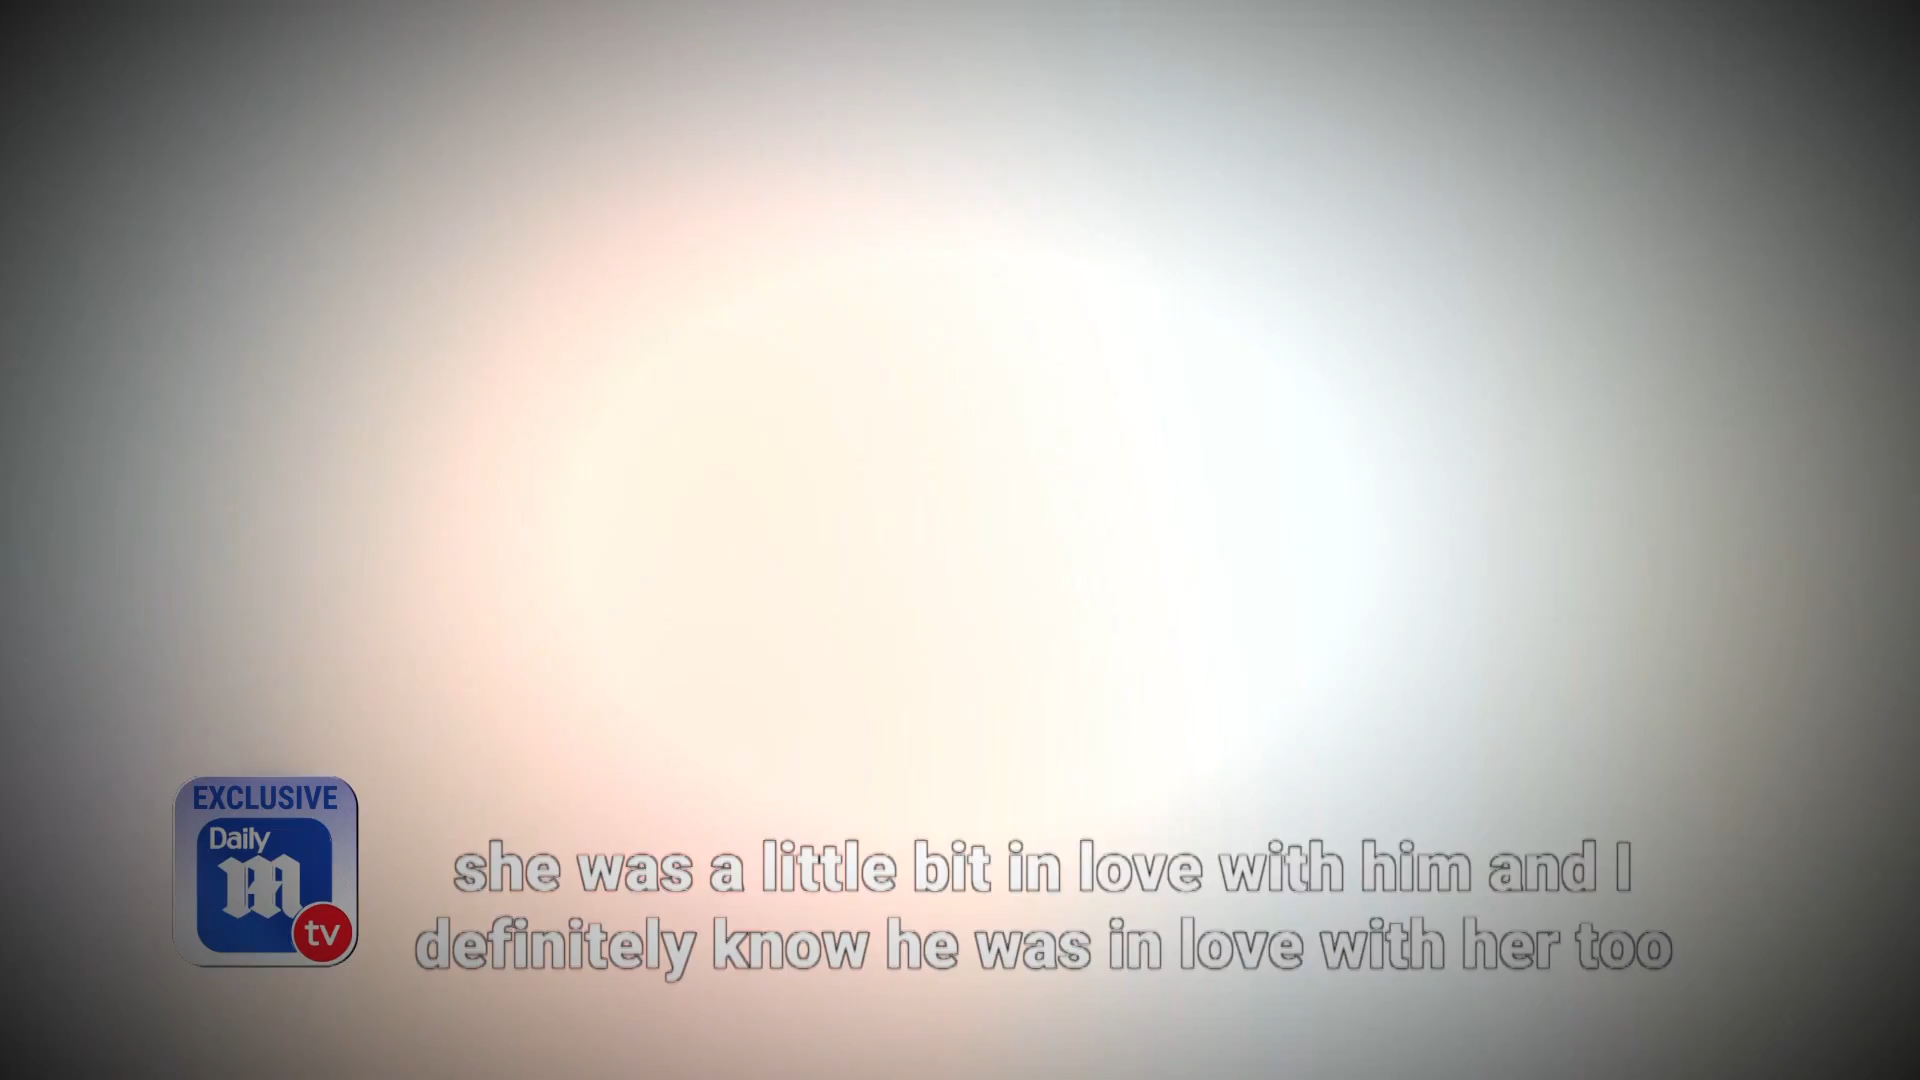 EXCLUSIVE
Daily
M
tv
she was a little bit in love with him and I
definitely know he was in love with her too